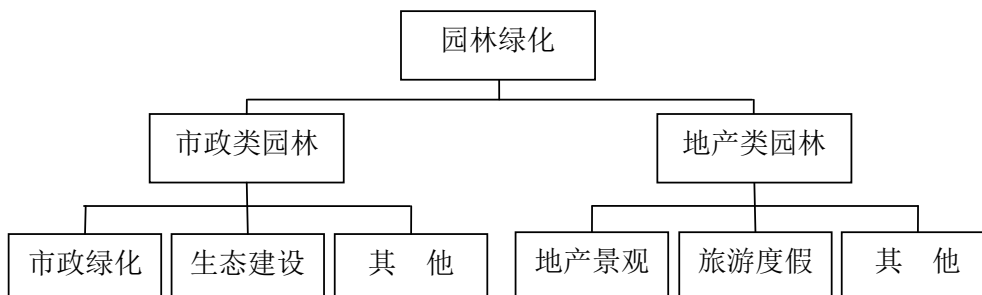 园林绿化
市政类园林
地产类园林
市政绿化
生态建设
其 他
地产景观
旅游度假
其 他